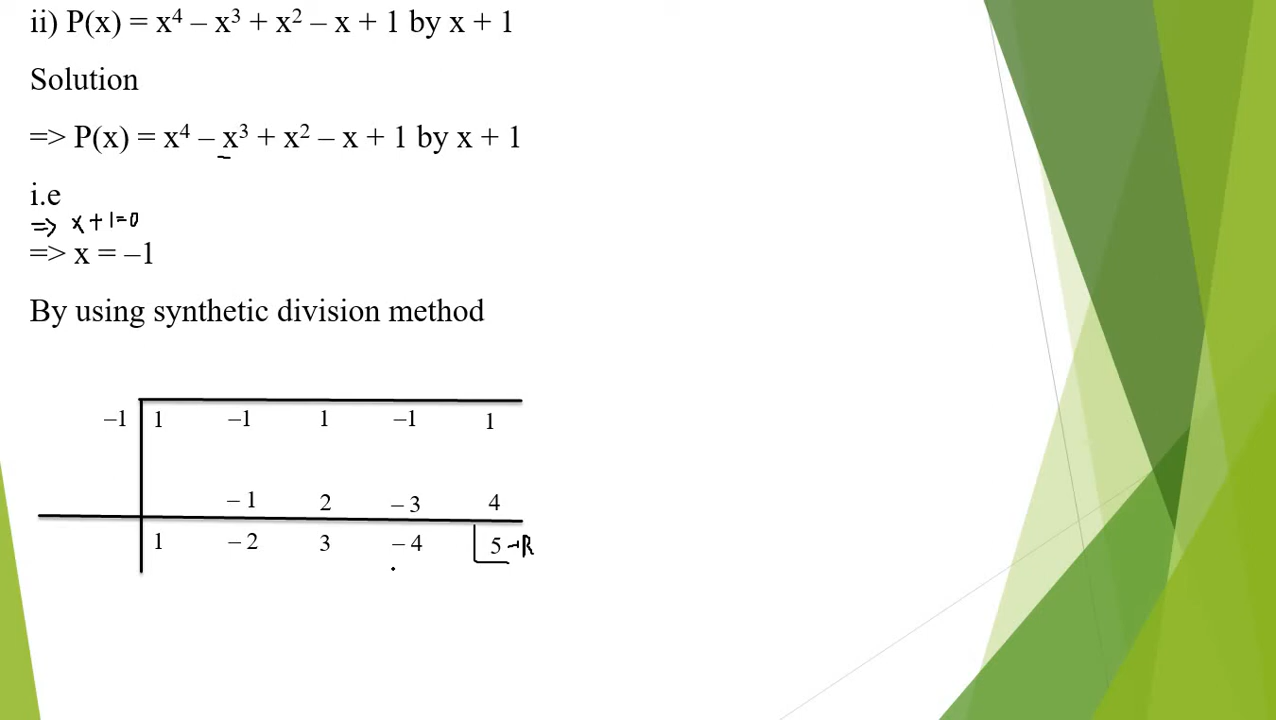 ii) P(x) = x⁴ – x³ + x² – x + 1 by x + 1
Solution
=> P(x) = x⁴ – x³ + x² – x + 1 by x + 1
i.e
=> x + 1 = 0
=> x = –1
By using synthetic division method
–1 1 –1 1 –1 1
– 1 2 – 3 4
1 – 2 3 – 4 5 → R